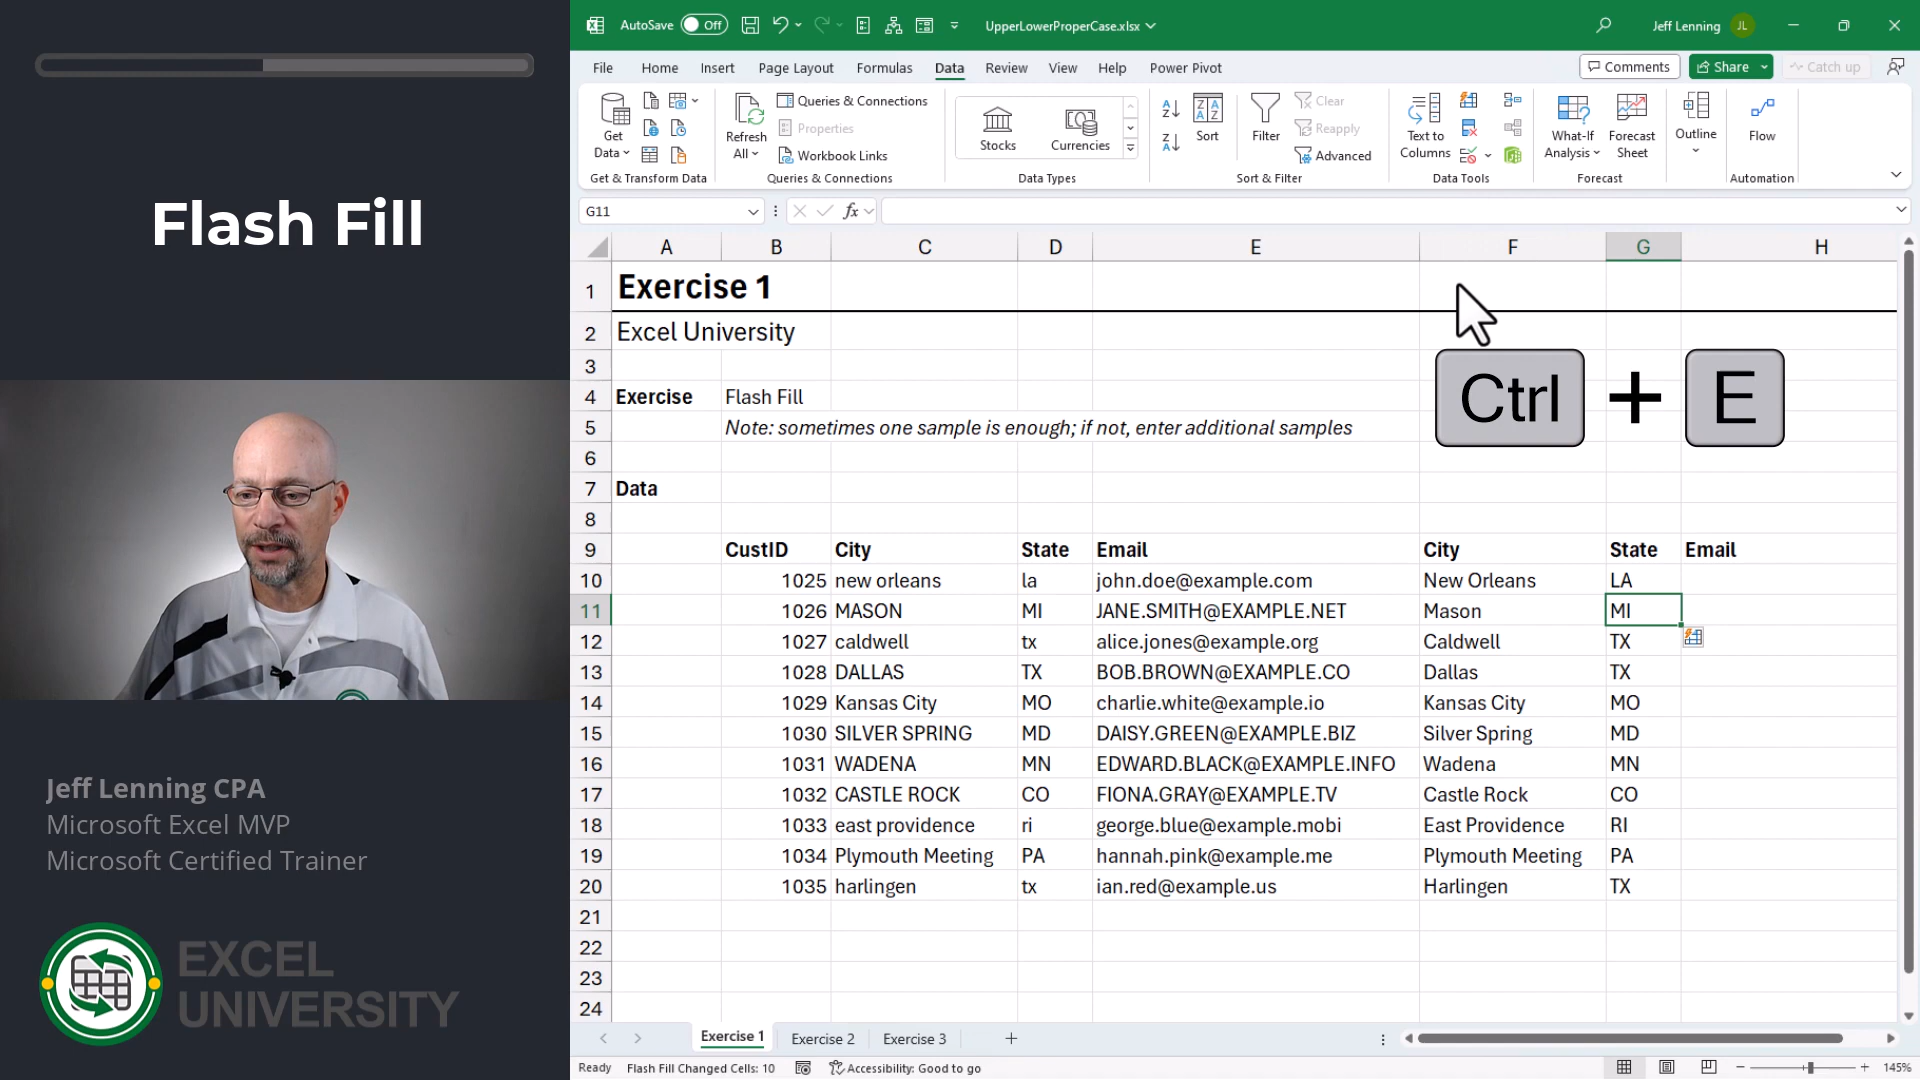 Flash Fill
Jeff Lenning CPA
Microsoft Excel MVP
Microsoft Certified Trainer
EXCEL
UNIVERSITY
AutoSave Off UpperLowerProperCase.xlsx Jeff Lenning JL
File Home Insert Page Layout Formulas Data Review View Help Power Pivot Comments Share Catch up
Get Data Refresh All Queries & Connections Properties Workbook Links Stocks Currencies Sort Filter Clear Reapply Advanced Text to Columns What-If Analysis Forecast Sheet Outline Flow
Get & Transform Data Queries & Connections Data Types Sort & Filter Data Tools Forecast Automation
G11 fx
A B C D E F G H
1 Exercise 1
2 Excel University
3
4 Exercise Flash Fill
5 Note: sometimes one sample is enough; if not, enter additional samples
Ctrl + E
6
7 Data
8
9 CustID City State Email City State Email
10 1025 new orleans la john.doe@example.com New Orleans LA
11 1026 MASON MI JANE.SMITH@EXAMPLE.NET Mason MI
12 1027 caldwell tx alice.jones@example.org Caldwell TX
13 1028 DALLAS TX BOB.BROWN@EXAMPLE.CO Dallas TX
14 1029 Kansas City MO charlie.white@example.io Kansas City MO
15 1030 SILVER SPRING MD DAISY.GREEN@EXAMPLE.BIZ Silver Spring MD
16 1031 WADENA MN EDWARD.BLACK@EXAMPLE.INFO Wadena MN
17 1032 CASTLE ROCK CO FIONA.GRAY@EXAMPLE.TV Castle Rock CO
18 1033 east providence ri george.blue@example.mobi East Providence RI
19 1034 Plymouth Meeting PA hannah.pink@example.me Plymouth Meeting PA
20 1035 harlingen tx ian.red@example.us Harlingen TX
21
22
23
24
Exercise 1 Exercise 2 Exercise 3
Ready Flash Fill Changed Cells: 10 Accessibility: Good to go 145%